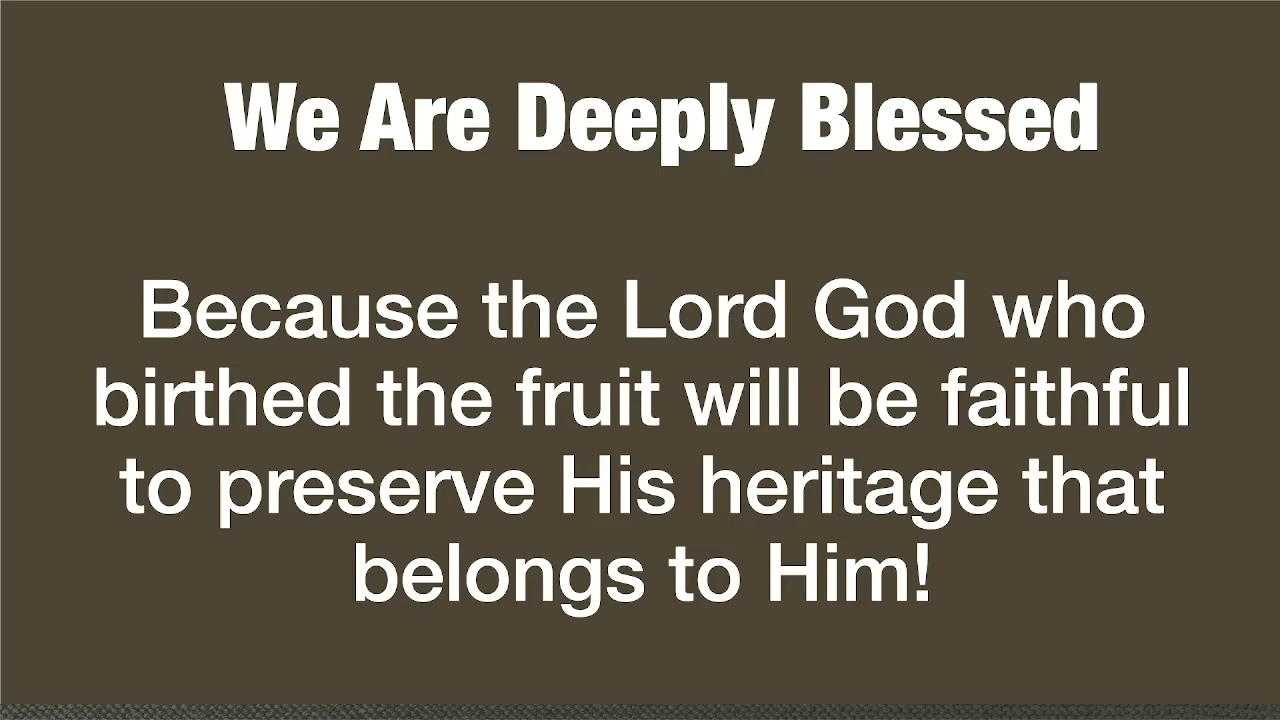 We Are Deeply Blessed
Because the Lord God who
birthed the fruit will be faithful
to preserve His heritage that
belongs to Him!